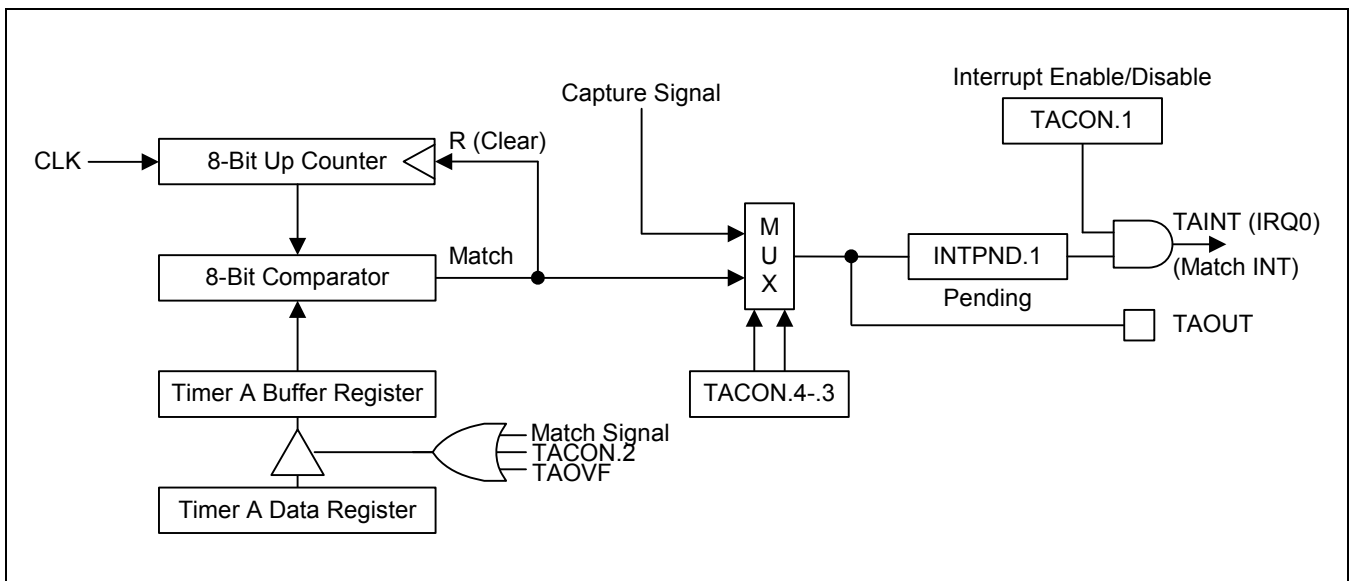 Interrupt Enable/Disable
Capture Signal
TACON.1
R (Clear)
CLK
8-Bit Up Counter
M
U
X
TAINT (IRQ0)
Match
INTPND.1
8-Bit Comparator
(Match INT)
Pending
TAOUT
Timer A Buffer Register
TACON.4-.3
Match Signal
TACON.2
TAOVF
Timer A Data Register